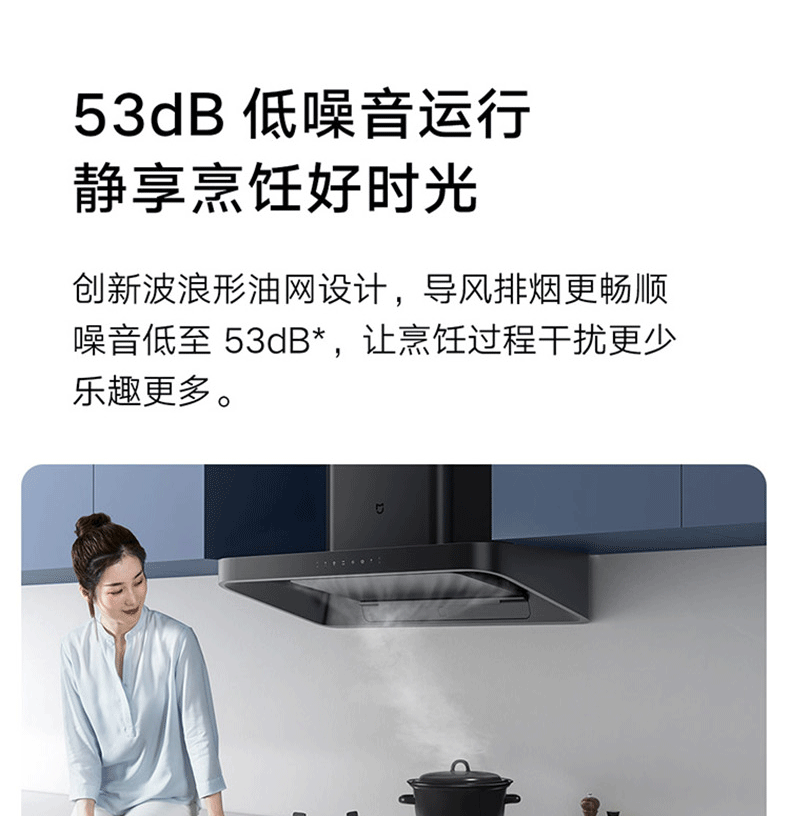 53dB 低噪音运行
静享烹饪好时光
创新波浪形油网设计，导风排烟更畅顺
噪音低至 53dB*，让烹饪过程干扰更少
乐趣更多。